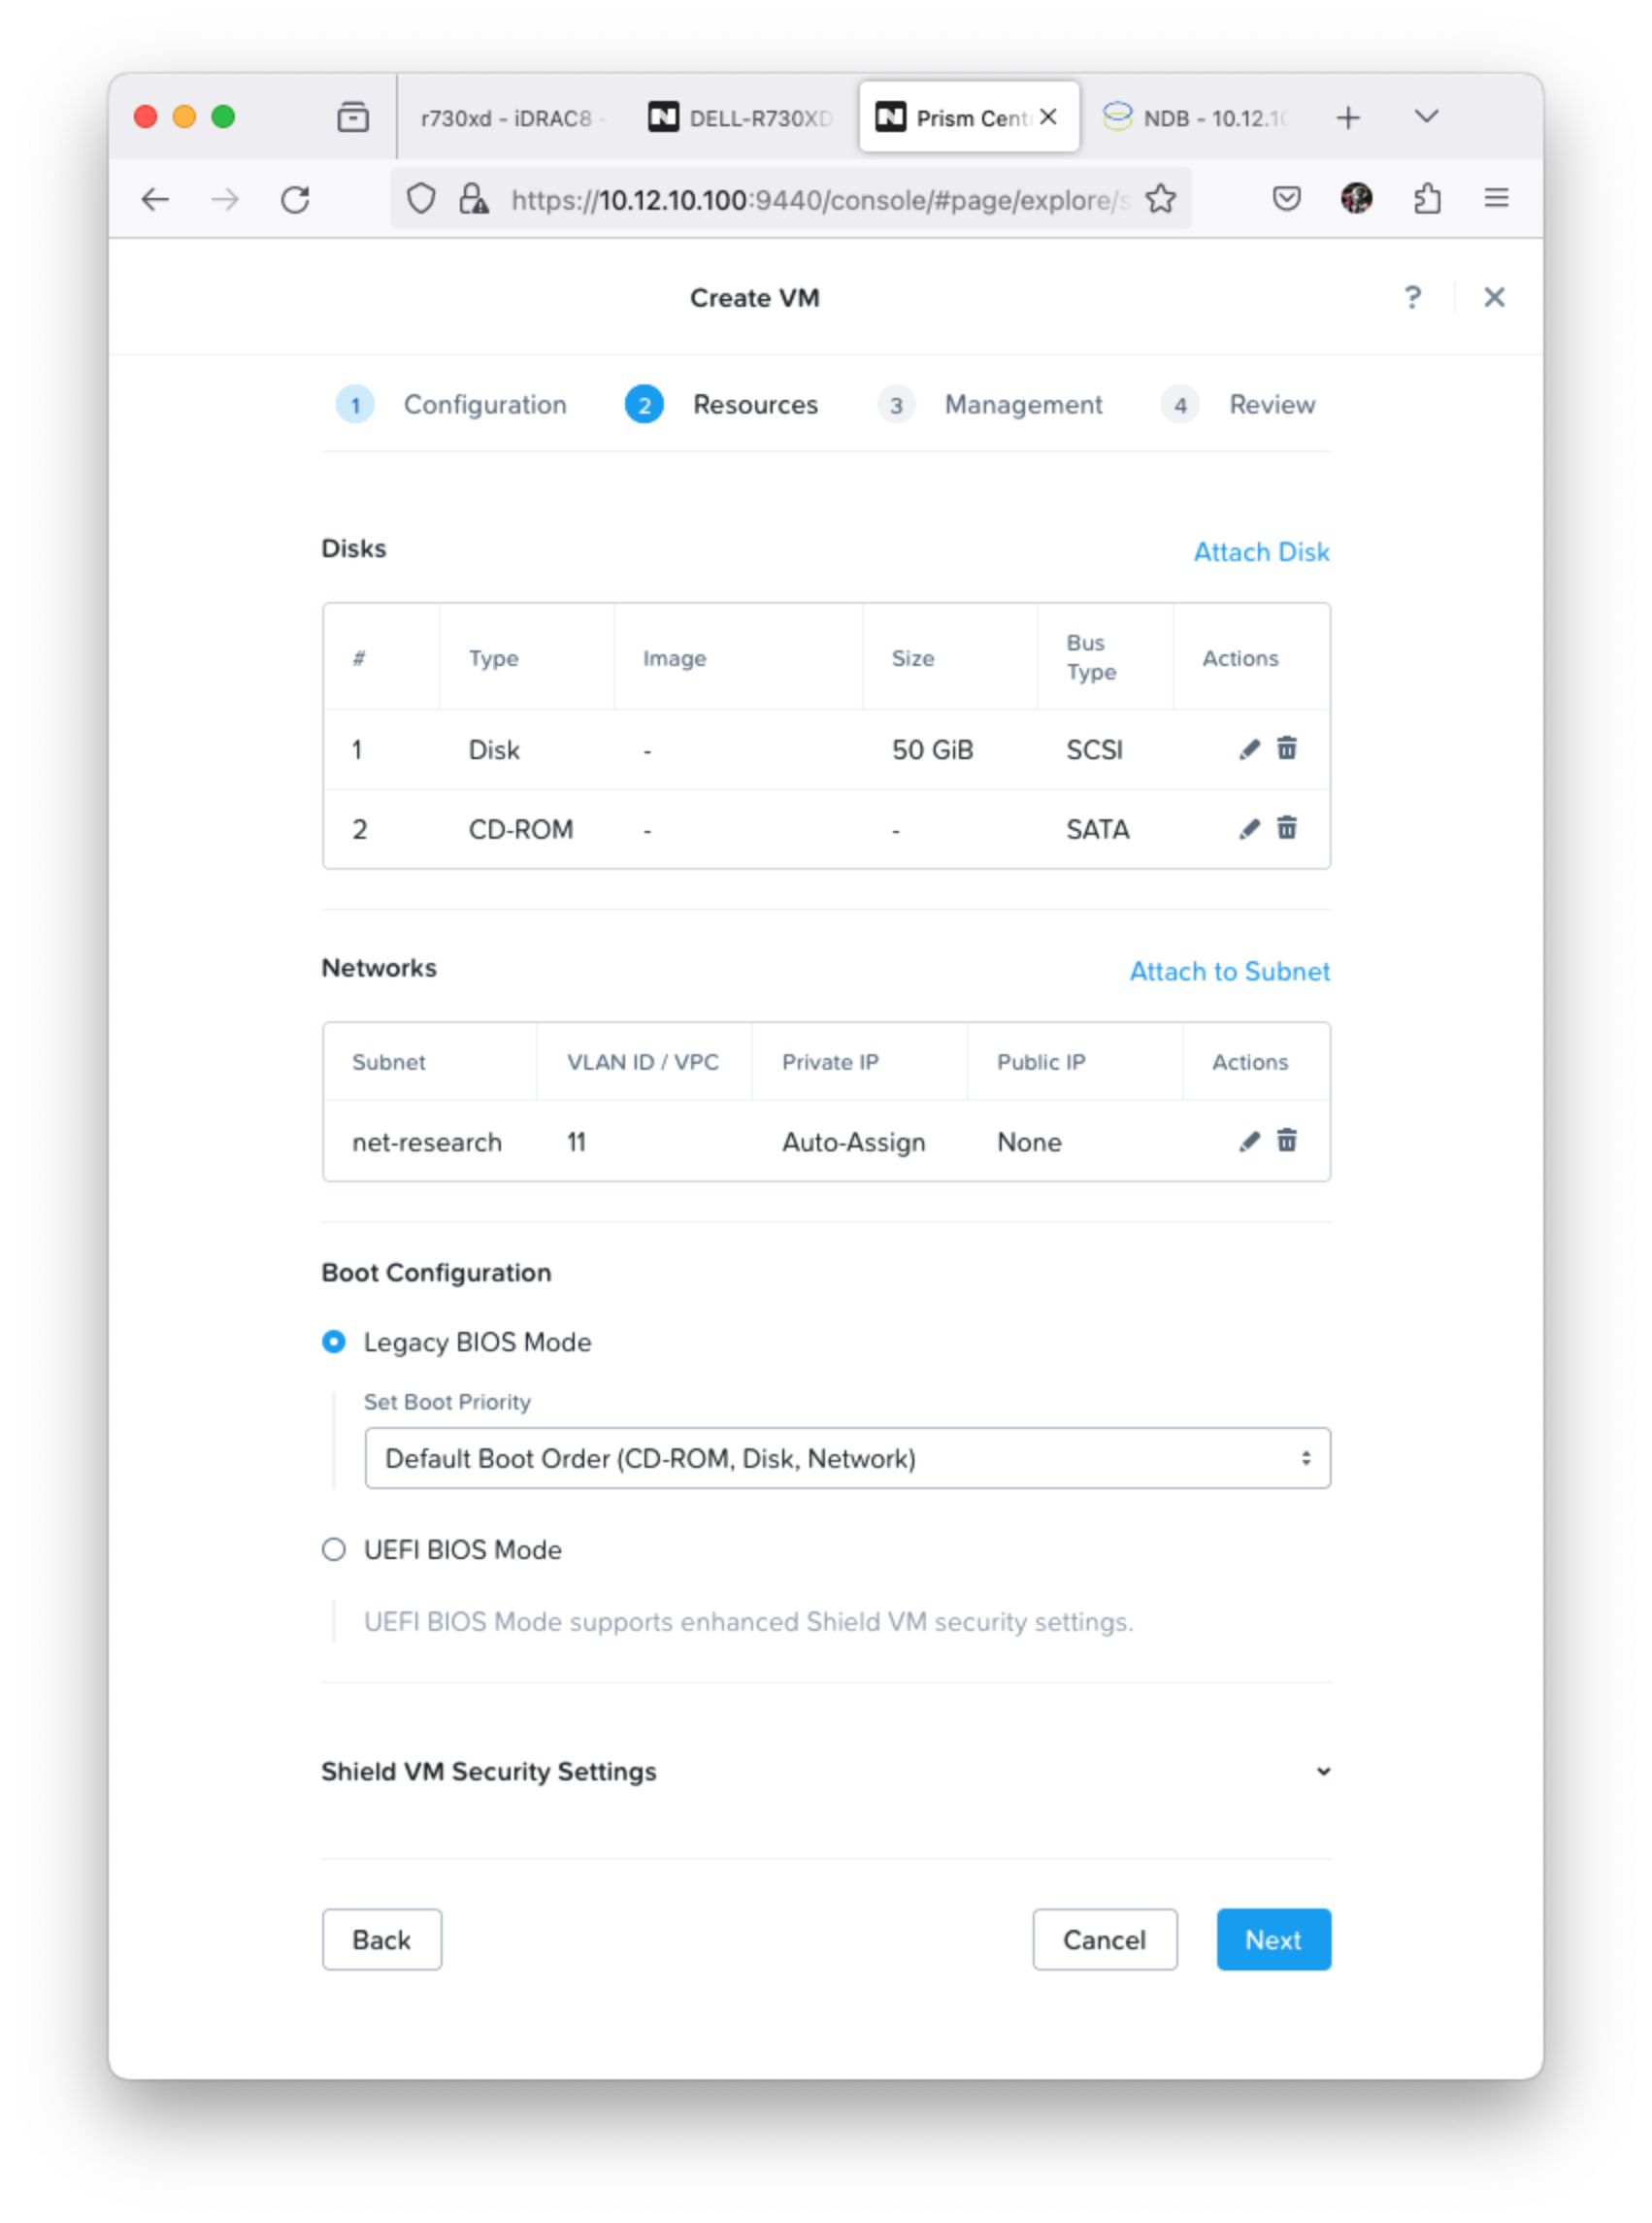 r730xd - iDRAC8 -
DELL-R730XD
Prism Cent
NDB - 10.12.10
https://10.12.10.100:9440/console/#page/explore/s
Create VM
?
1 Configuration 2 Resources 3 Management 4 Review
Disks
Attach Disk
# Type Image Size Bus Type Actions
1 Disk - 50 GiB SCSI
2 CD-ROM - - SATA
Networks
Attach to Subnet
Subnet VLAN ID / VPC Private IP Public IP Actions
net-research 11 Auto-Assign None
Boot Configuration
Legacy BIOS Mode
Set Boot Priority
Default Boot Order (CD-ROM, Disk, Network)
UEFI BIOS Mode
UEFI BIOS Mode supports enhanced Shield VM security settings.
Shield VM Security Settings
Back
Cancel
Next